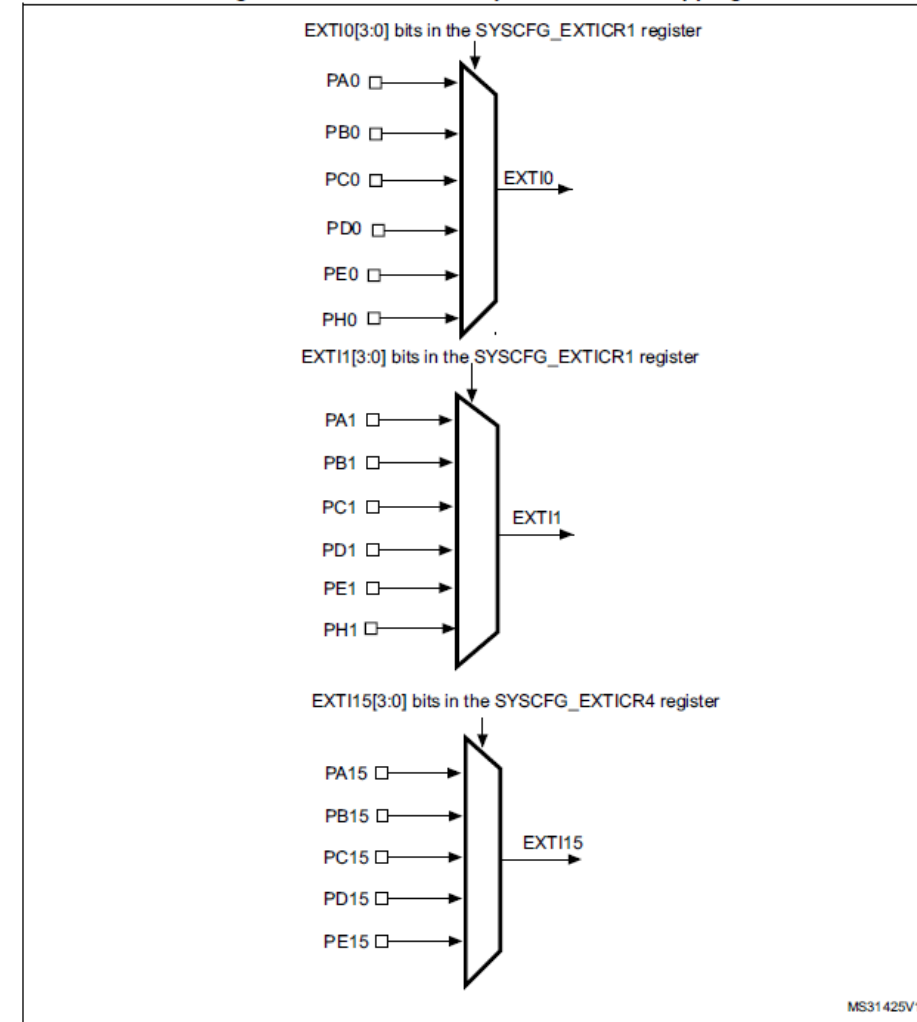 EXTI0[3:0] bits in the SYSCFG_EXTICR1 register
PA0
PB0
PC0
EXTI0
PD0
PE0
PH0
EXTI1[3:0] bits in the SYSCFG_EXTICR1 register
PA1
PB1
PC1
EXTI1
PD1
PE1
PH1
EXTI15[3:0] bits in the SYSCFG_EXTICR4 register
PA15
PB15
EXTI15
PC15
PD15
PE15
MS31425V1